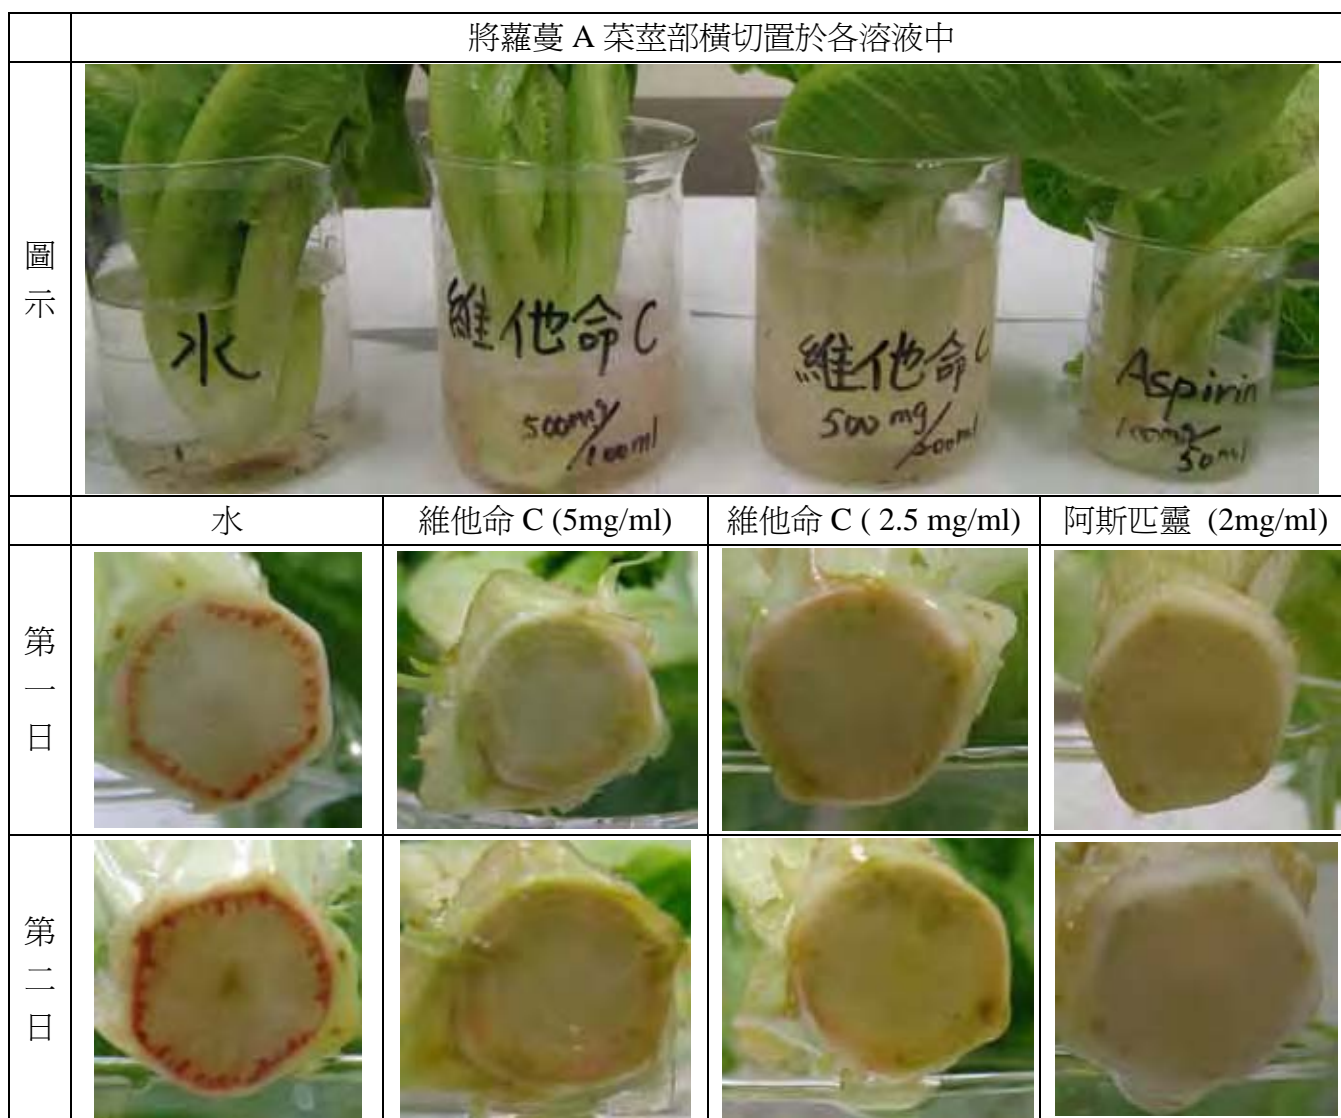 將蘿蔓 A 菜莖部橫切置於各溶液中
圖示
水
維他命C
500mg/100ml
維他命C
500mg/200ml
Aspirin
100mg/50ml
水
維他命 C (5mg/ml)
維他命 C ( 2.5 mg/ml)
阿斯匹靈 (2mg/ml)
第一日
第二日